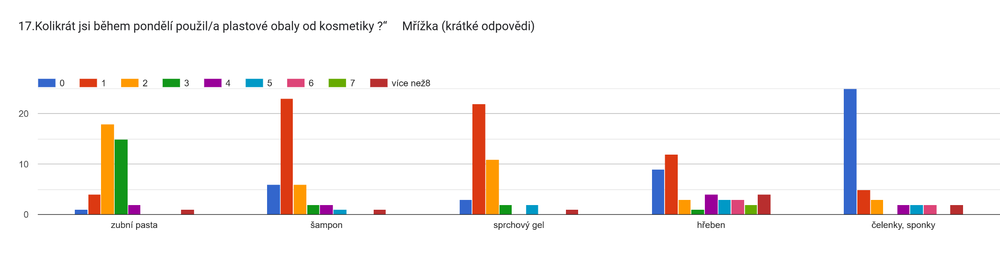 17.Kolikrát jsi během pondělí použil/a plastové obaly od kosmetiky ?“ Mřížka (krátké odpovědi)
0 1 2 3 4 5 6 7 více než8
20
10
0
zubní pasta šampon sprchový gel hřeben čelenky, sponky